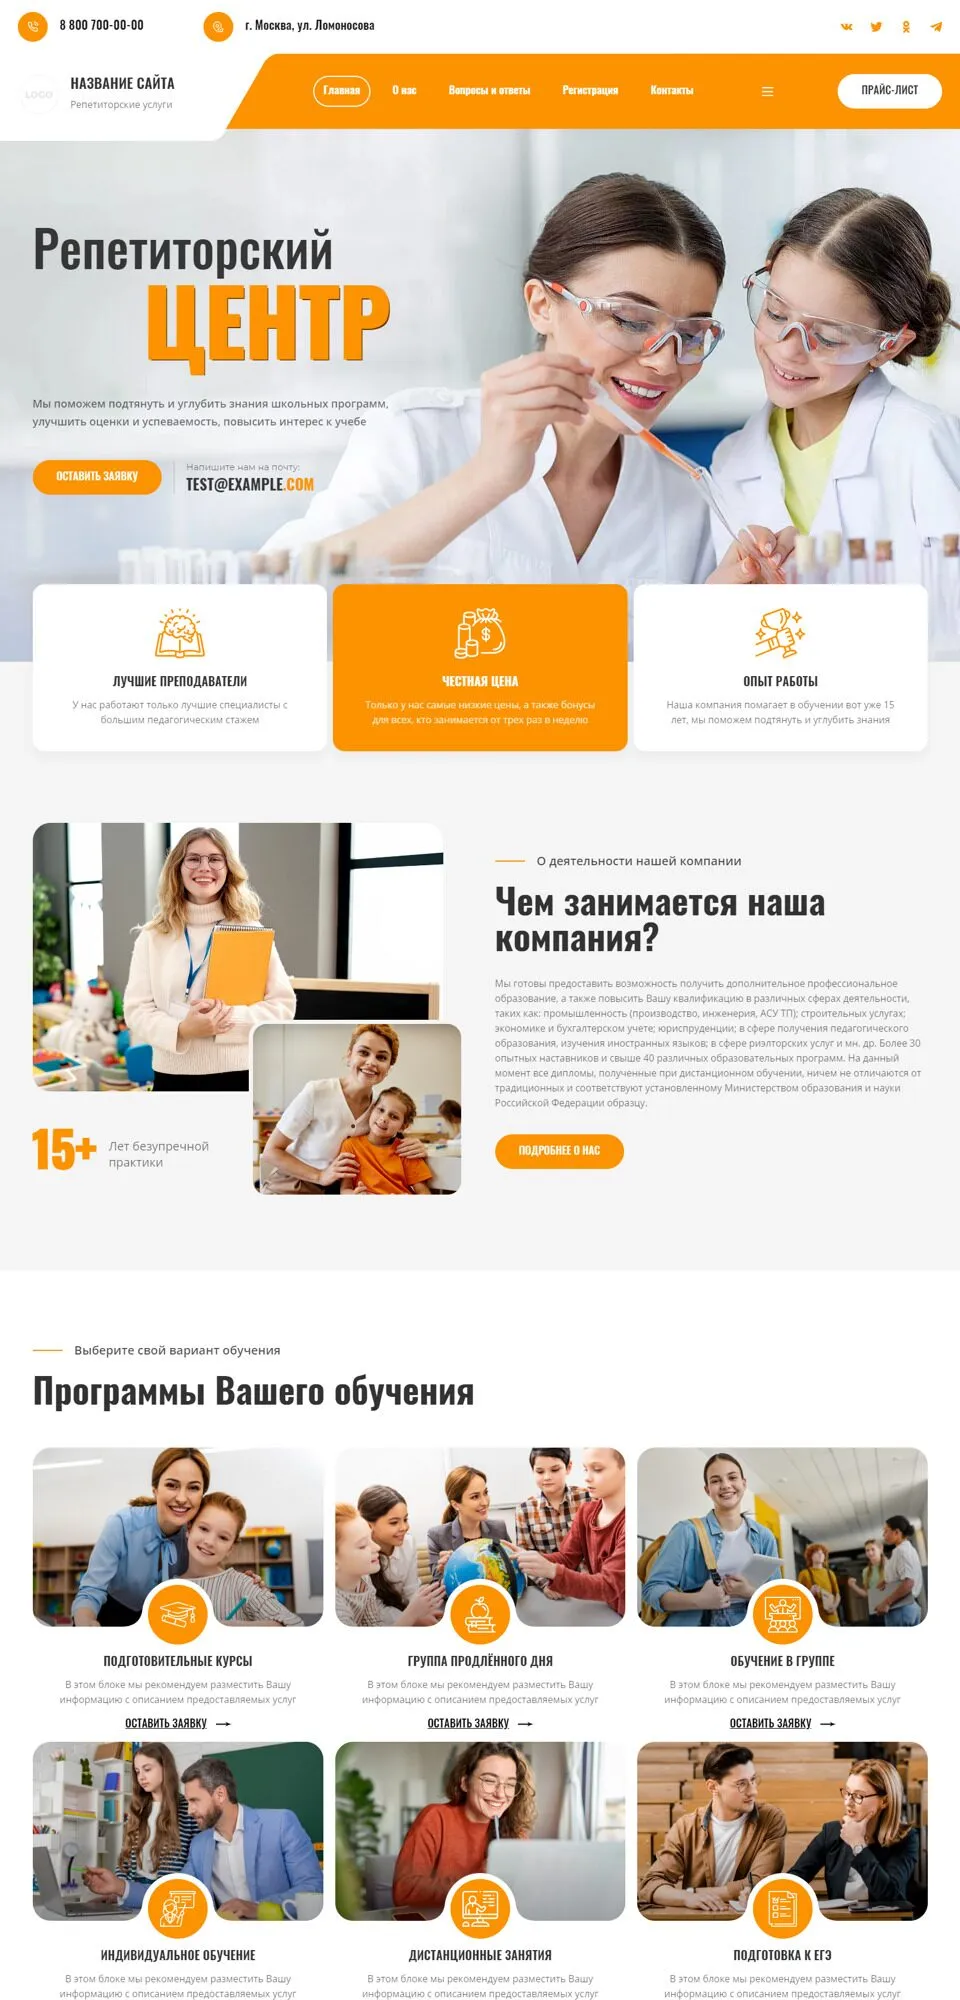 8 800 700-00-00
г. Москва, ул. Ломоносова
LOGO
НАЗВАНИЕ САЙТА
Репетиторские услуги
Главная
О нас
Вопросы и ответы
Регистрация
Контакты
ПРАЙС-ЛИСТ
Репетиторский
ЦЕНТР
Мы поможем подтянуть и углубить знания школьных программ,
улучшить оценки и успеваемость, повысить интерес к учебе
ОСТАВИТЬ ЗАЯВКУ
Напишите нам на почту:
TEST@EXAMPLE.COM
ЛУЧШИЕ ПРЕПОДАВАТЕЛИ
У нас работают только лучшие специалисты с
большим педагогическим стажем
ЧЕСТНАЯ ЦЕНА
Только у нас самые низкие цены, а также бонусы
для всех, кто занимается от трех раз в неделю
ОПЫТ РАБОТЫ
Наша компания помагает в обучении вот уже 15
лет, мы поможем подтянуть и углубить знания
О деятельности нашей компании
Чем занимается наша
компания?
Мы готовы предоставить возможность получить дополнительное профессиональное
образование, а также повысить Вашу квалификацию в различных сферах деятельности,
таких как: промышленность (производство, инженерия, АСУ ТП); строительных услугах;
экономике и бухгалтерском учете; юриспруденции; в сфере получения педагогического
образования, изучения иностранных языков; в сфере риэлторских услуг и мн. др. Более 30
опытных наставников и свыше 40 различных образовательных программ. На данный
момент все дипломы, полученные при дистанционном обучении, ничем не отличаются от
традиционных и соответствуют установленному Министерством образования и науки
Российской Федерации образцу.
ПОДРОБНЕЕ О НАС
15+
Лет безупречной
практики
Выберите свой вариант обучения
Программы Вашего обучения
ПОДГОТОВИТЕЛЬНЫЕ КУРСЫ
В этом блоке мы рекомендуем разместить Вашу
информацию с описанием предоставляемых услуг
ОСТАВИТЬ ЗАЯВКУ
ГРУППА ПРОДЛЁННОГО ДНЯ
В этом блоке мы рекомендуем разместить Вашу
информацию с описанием предоставляемых услуг
ОСТАВИТЬ ЗАЯВКУ
ОБУЧЕНИЕ В ГРУППЕ
В этом блоке мы рекомендуем разместить Вашу
информацию с описанием предоставляемых услуг
ОСТАВИТЬ ЗАЯВКУ
ИНДИВИДУАЛЬНОЕ ОБУЧЕНИЕ
В этом блоке мы рекомендуем разместить Вашу
информацию с описанием предоставляемых услуг
ДИСТАНЦИОННЫЕ ЗАНЯТИЯ
В этом блоке мы рекомендуем разместить Вашу
информацию с описанием предоставляемых услуг
ПОДГОТОВКА К ЕГЭ
В этом блоке мы рекомендуем разместить Вашу
информацию с описанием предоставляемых услуг